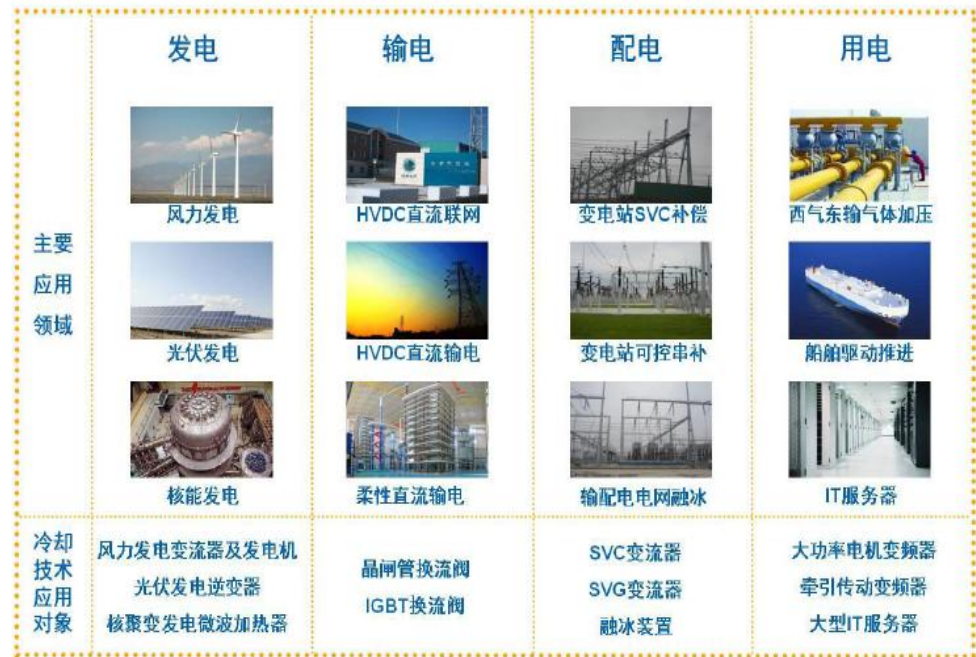 发电
输电
配电
用电
主要
应用
领域
风力发电
HVDC直流联网
变电站SVC补偿
西气东输气体加压
光伏发电
HVDC直流输电
变电站可控串补
船舶驱动推进
核能发电
柔性直流输电
输配电电网融冰
IT服务器
冷却
技术
应用
对象
风力发电变流器及发电机
光伏发电逆变器
核聚变发电微波加热器
晶闸管换流阀
IGBT换流阀
SVC变流器
SVG变流器
融冰装置
大功率电机变频器
牵引传动变频器
大型IT服务器